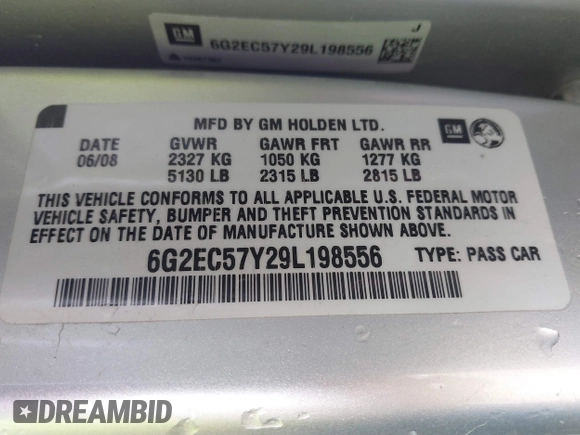 GM
6G2EC57Y29L198556
J
MFD BY GM HOLDEN LTD.
DATE GVWR GAWR FRT GAWR RR
06/08 2327 KG 1050 KG 1277 KG
5130 LB 2315 LB 2815 LB
GM
THIS VEHICLE CONFORMS TO ALL APPLICABLE U.S. FEDERAL MOTOR
VEHICLE SAFETY, BUMPER AND THEFT PREVENTION STANDARDS IN
EFFECT ON THE DATE OF MANUFACTURE SHOWN ABOVE.
6G2EC57Y29L198556 TYPE: PASS CAR
DREAMBID